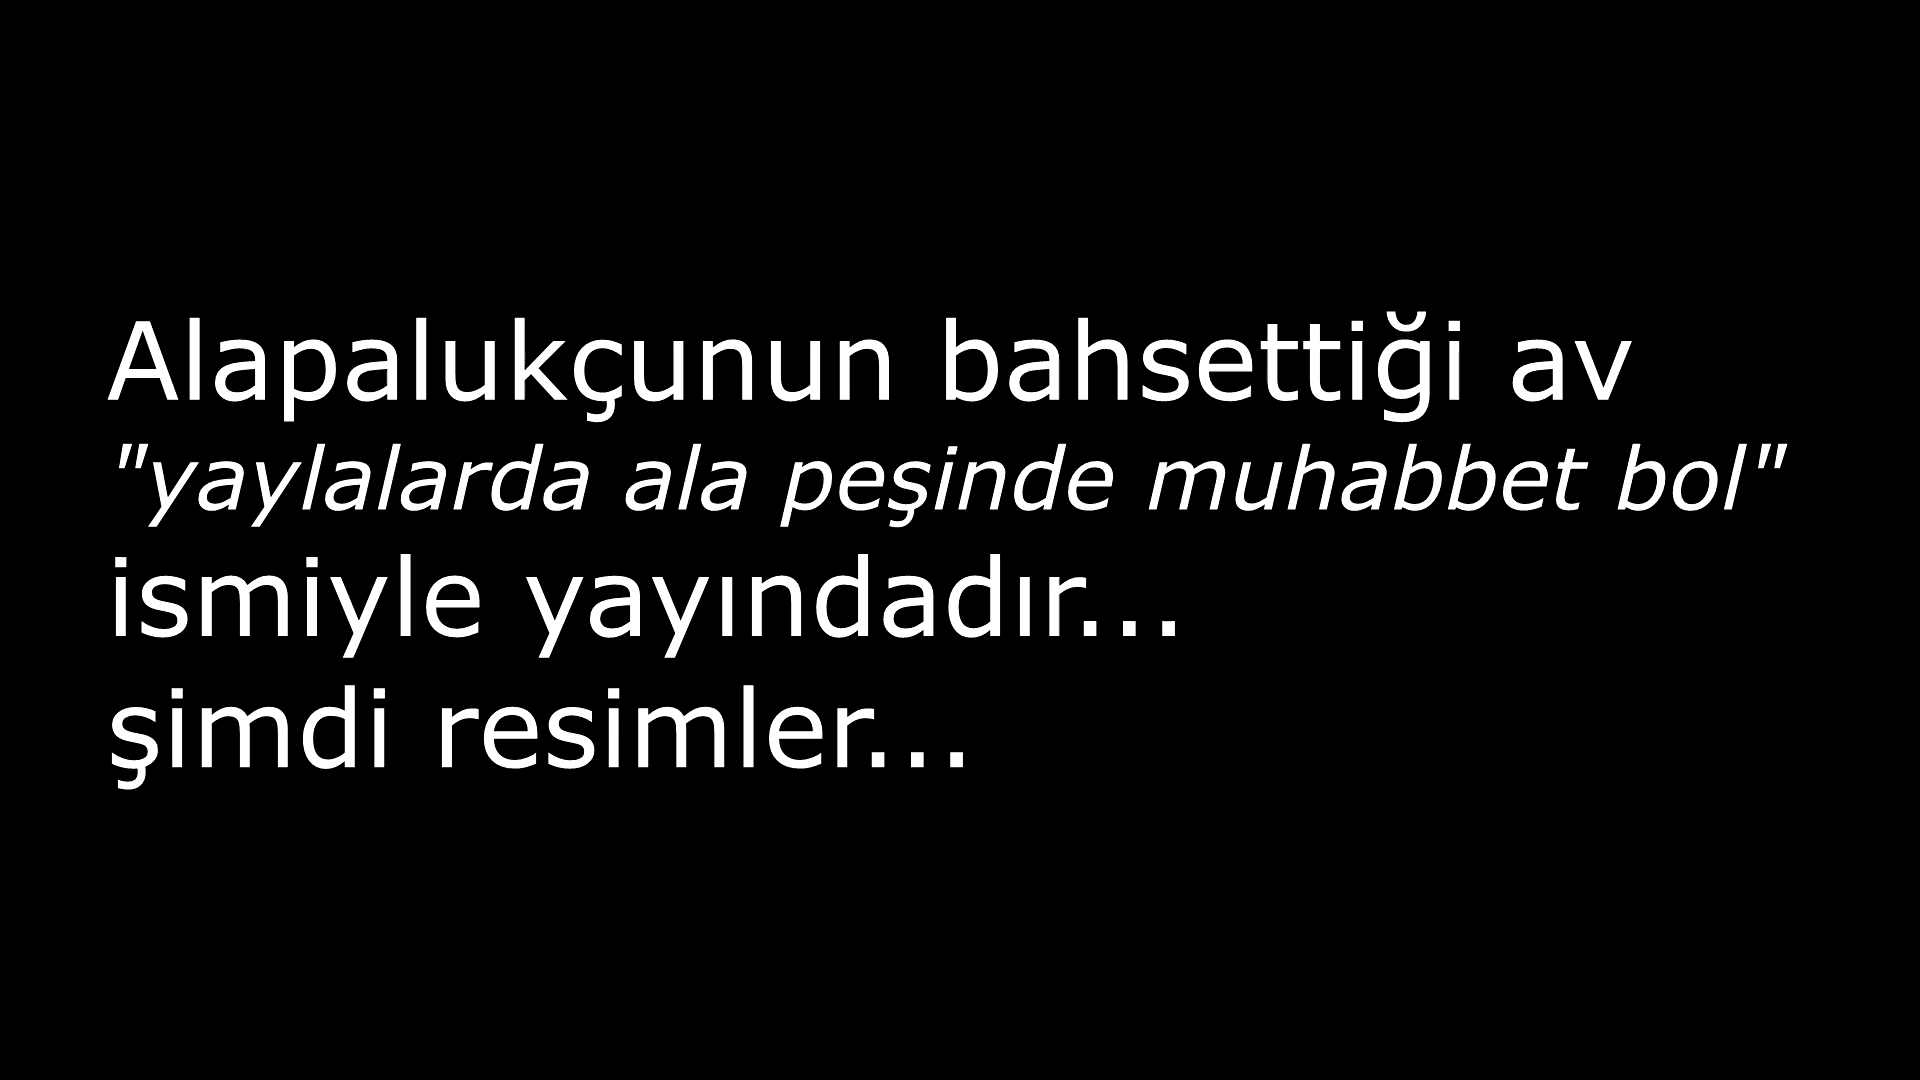 Alapalukçunun bahsettiği av
"yaylalarda ala peşinde muhabbet bol"
ismiyle yayındadır...
şimdi resimler...